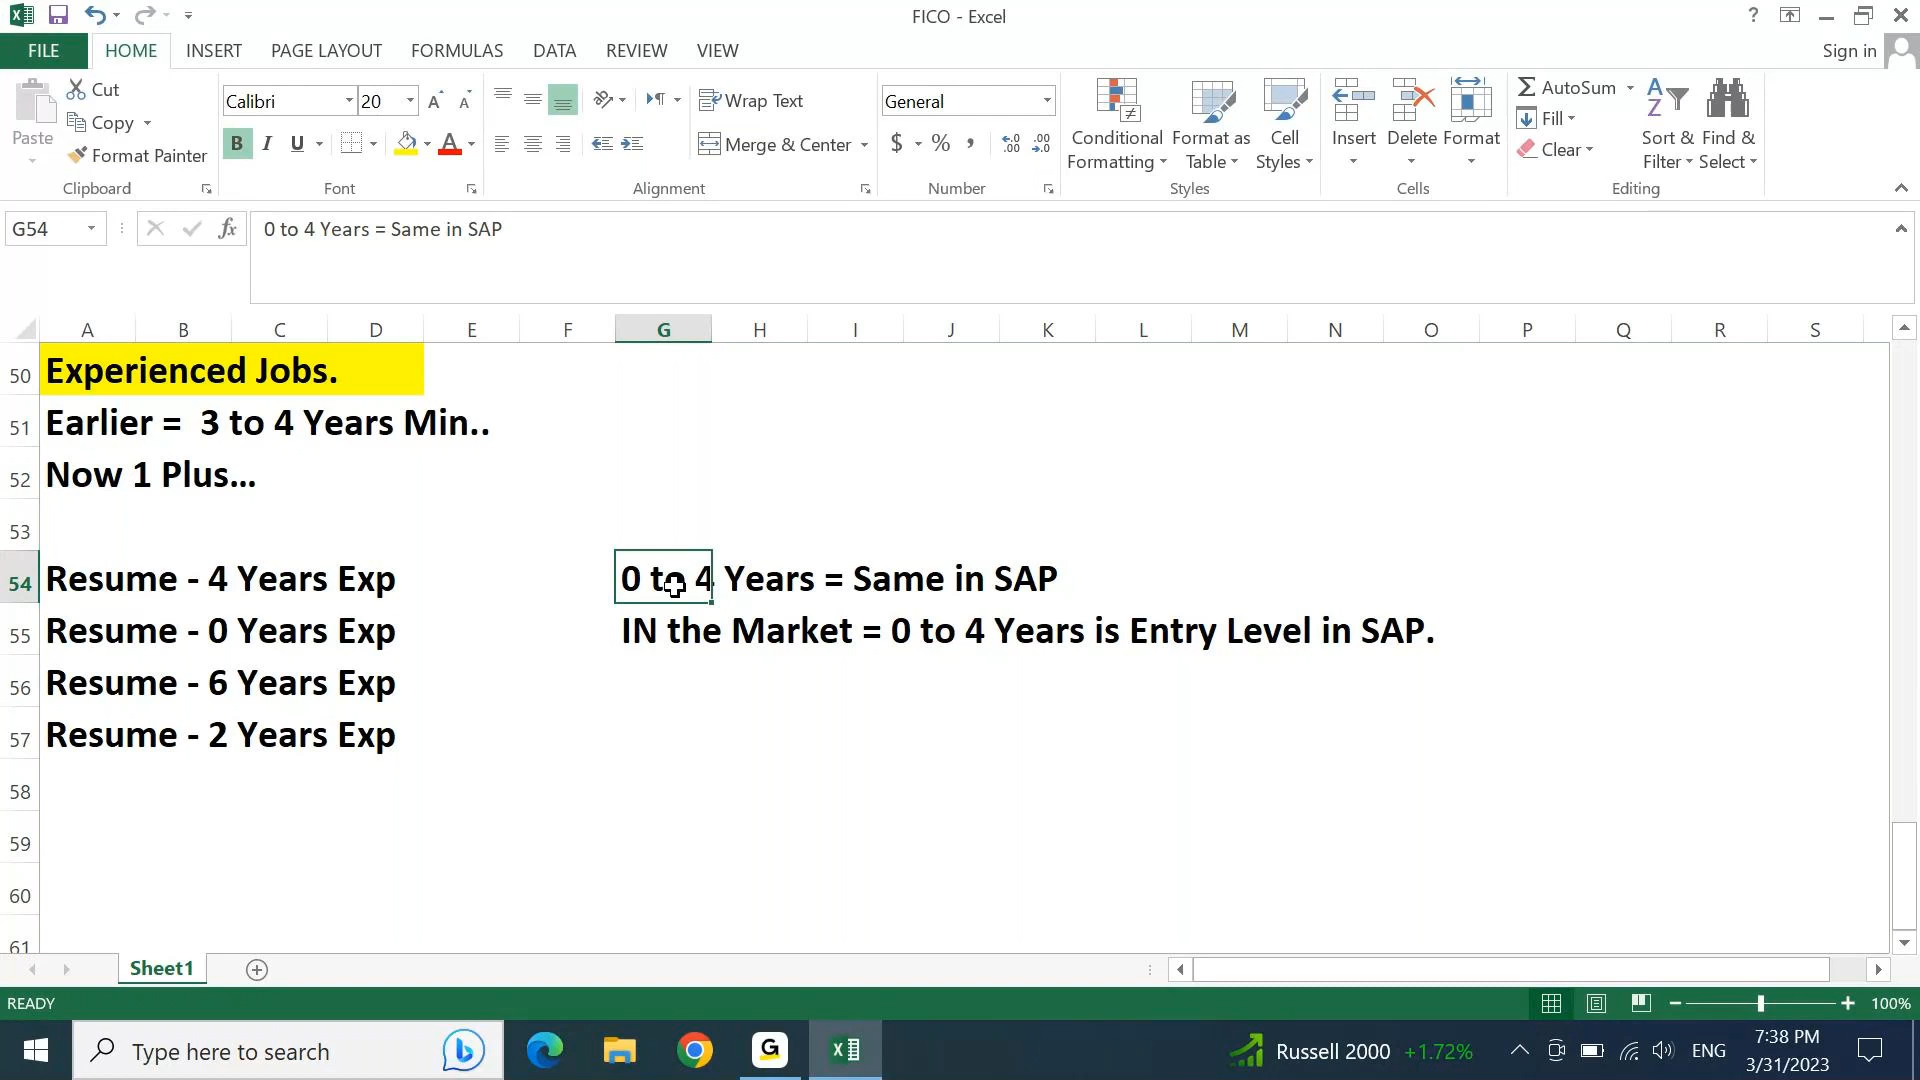 FICO - Excel
?
FILE HOME INSERT PAGE LAYOUT FORMULAS DATA REVIEW VIEW Sign in
Paste
Cut
Copy
Format Painter
Clipboard
Calibri 20
B I U
Font
Wrap Text
Merge & Center
Alignment
General
$ % ,
Number
Conditional Formatting
Format as Table
Cell Styles
Styles
Insert Delete Format
Cells
AutoSum
Fill
Clear
Sort & Filter
Find & Select
Editing
G54 fx 0 to 4 Years = Same in SAP
A B C D E F G H I J K L M N O P Q R S
50 Experienced Jobs.
51 Earlier =  3 to 4 Years Min..
52 Now 1 Plus...
53
54 Resume - 4 Years Exp 0 to 4 Years = Same in SAP
55 Resume - 0 Years Exp IN the Market = 0 to 4 Years is Entry Level in SAP.
56 Resume - 6 Years Exp
57 Resume - 2 Years Exp
58
59
60
61
Sheet1
READY 100%
Type here to search
Russell 2000 +1.72%
ENG
7:38 PM
3/31/2023